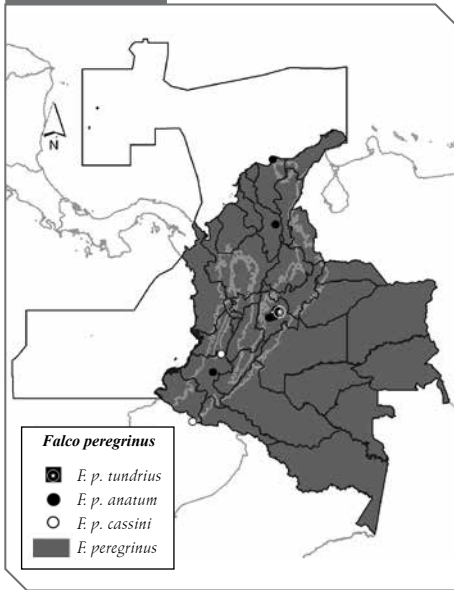 N
Falco peregrinus
F. p. tundrius
F. p. anatum
F. p. cassini
F. peregrinus